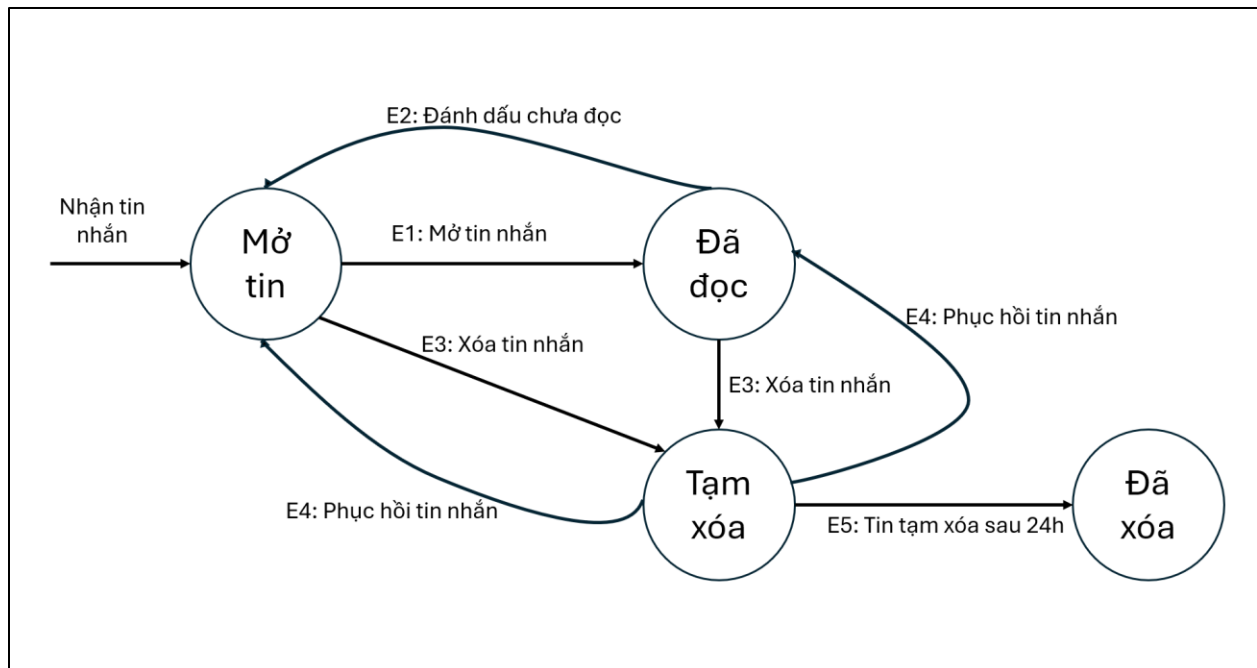 E2: Đánh dấu chưa đọc
Nhận tin
nhắn
Mở
tin
E1: Mở tin nhắn
Đã
đọc
E4: Phục hồi tin nhắn
E3: Xóa tin nhắn
E3: Xóa tin nhắn
E4: Phục hồi tin nhắn
Tạm
xóa
E5: Tin tạm xóa sau 24h
Đã
xóa